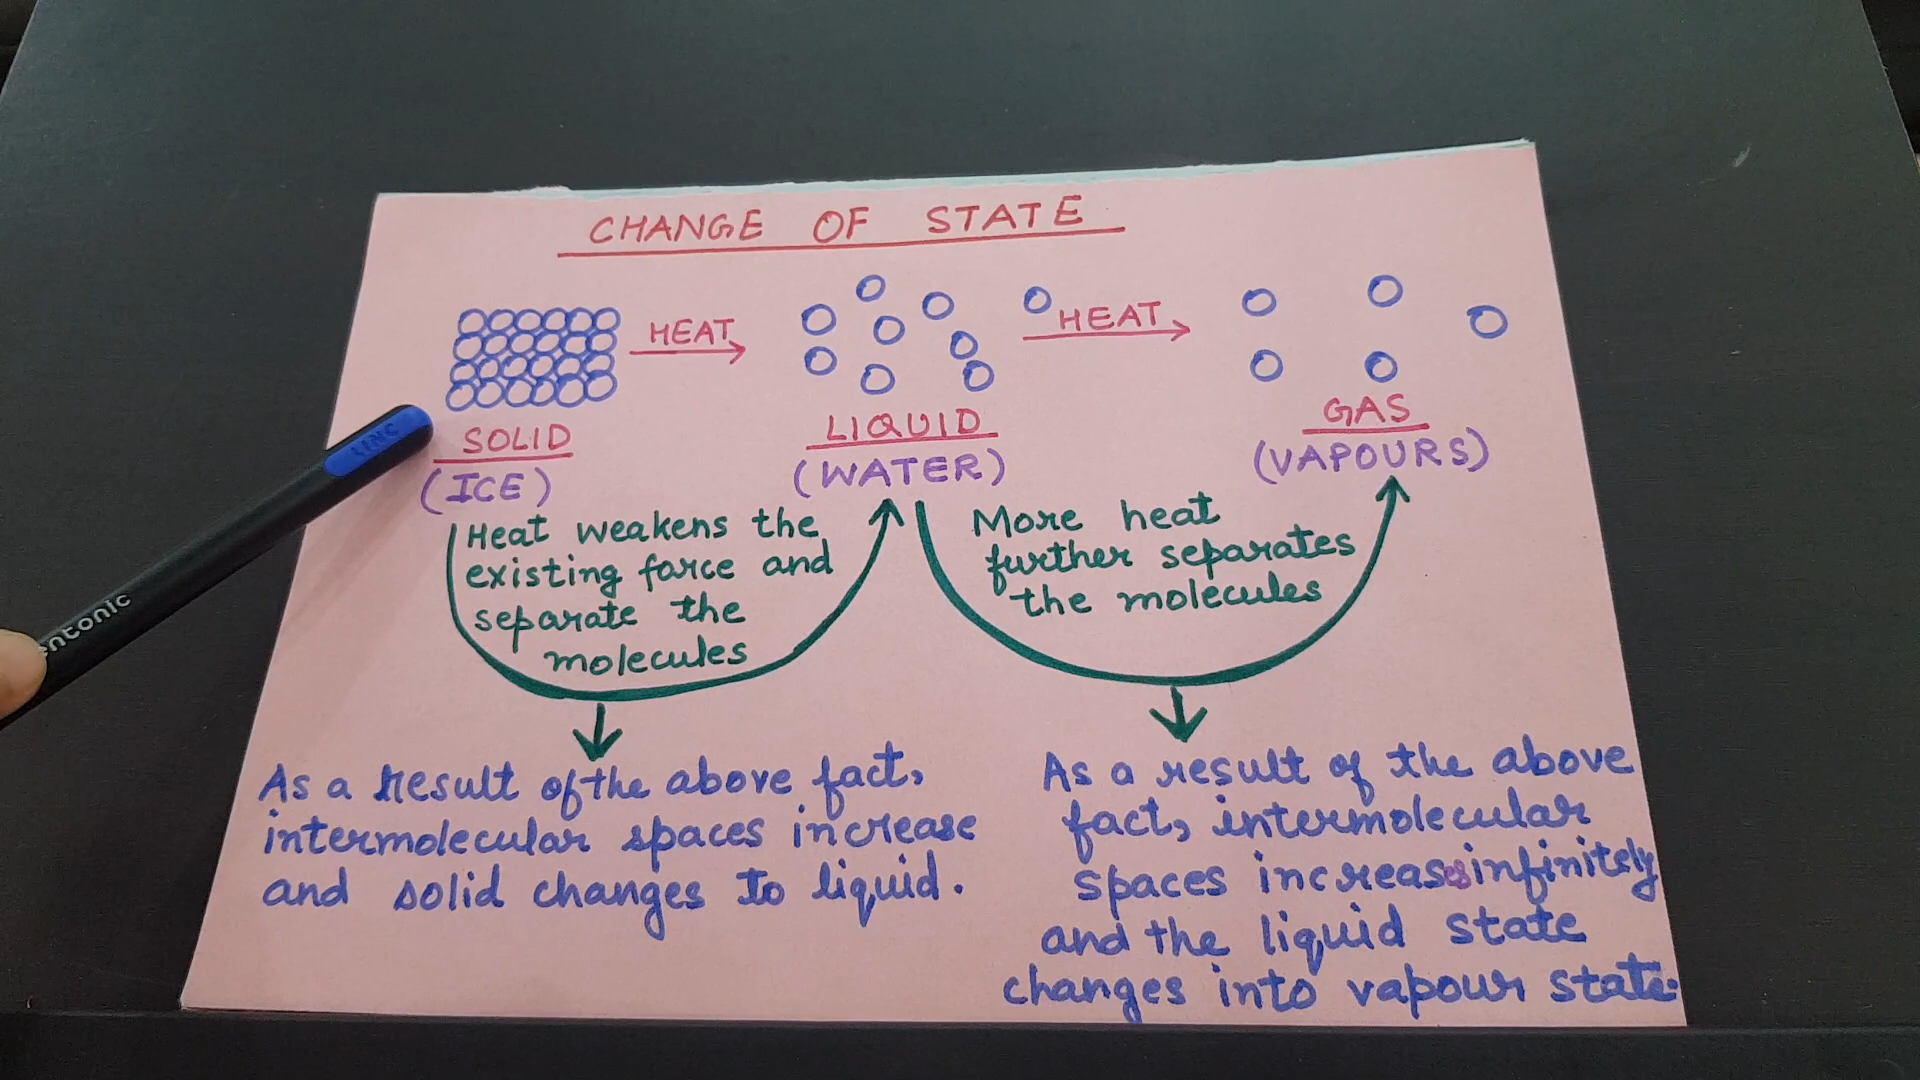 CHANGE OF STATE
HEAT
HEAT
SOLID
(ICE)
LIQUID
(WATER)
GAS
(VAPOURS)
Heat weakens the
existing force and
separate the
molecules
More heat
further separates
the molecules
As a result of the above fact,
intermolecular spaces increase
and solid changes to liquid.
As a result of the above
fact, intermolecular
spaces increases infinitely
and the liquid state
changes into vapour state.
LINC
entonic